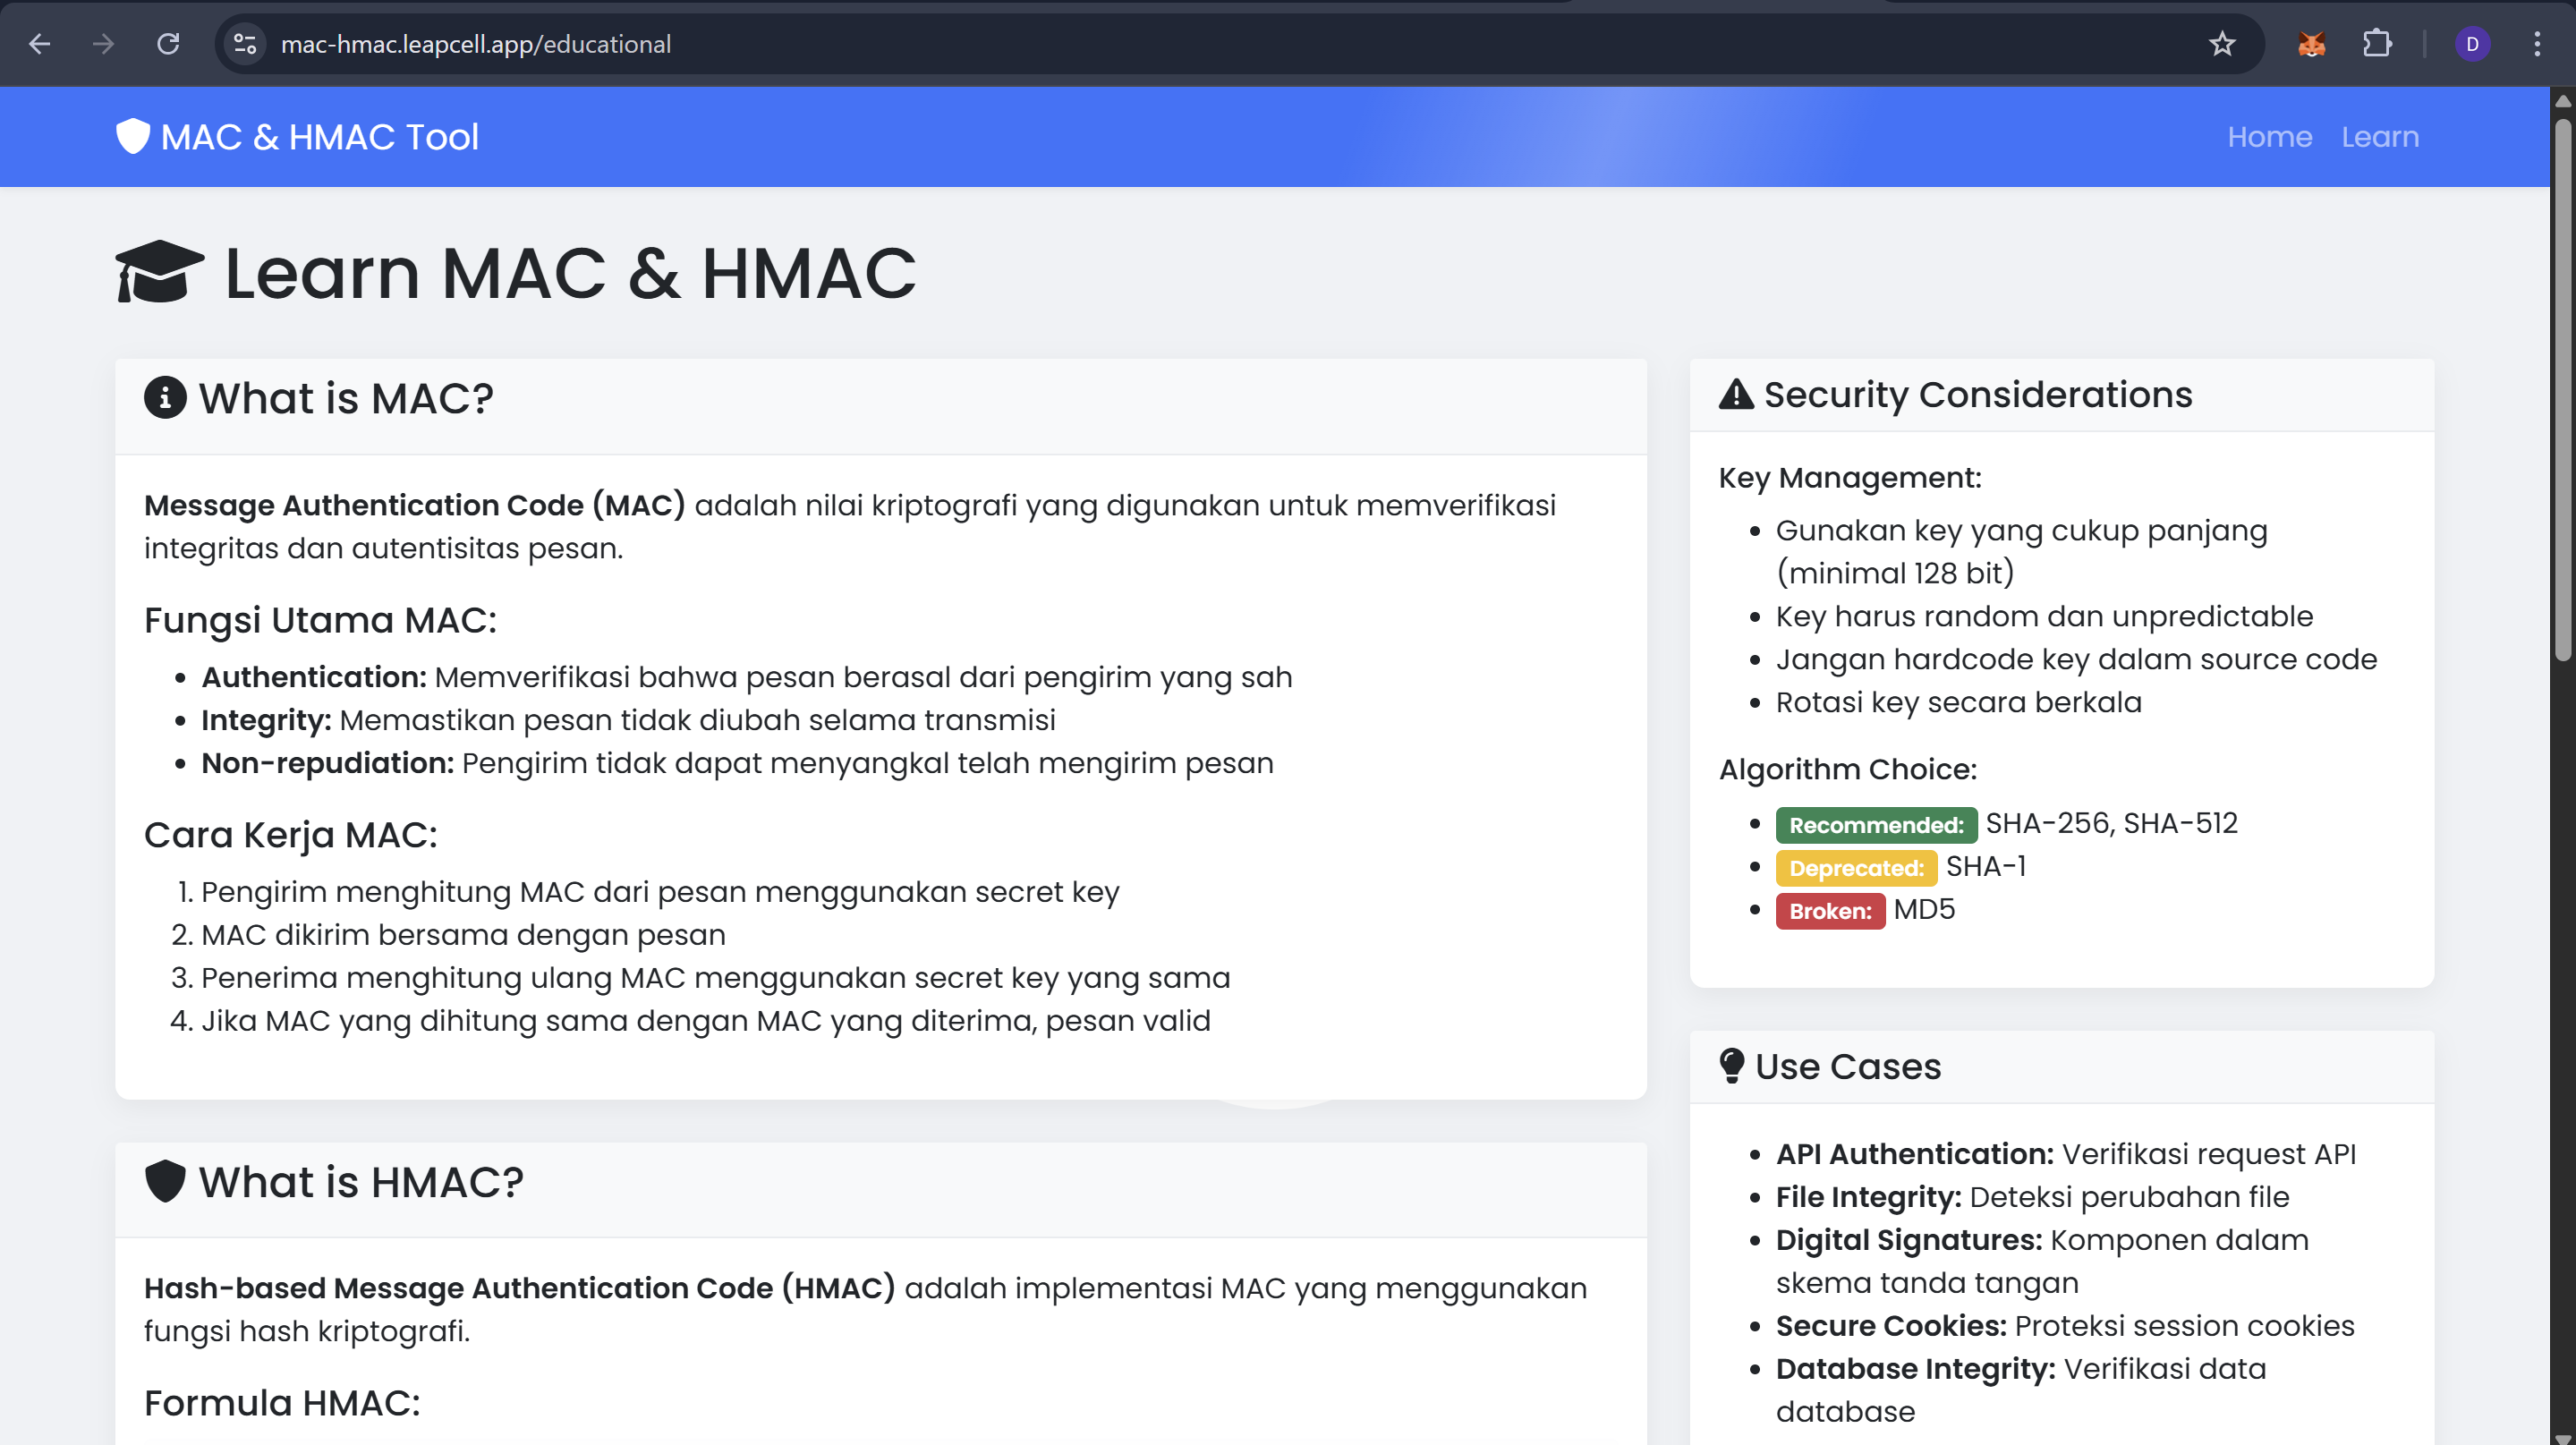 mac-hmac.leapcell.app/educational
D
MAC & HMAC Tool
Home
Learn
Learn MAC & HMAC
What is MAC?
Message Authentication Code (MAC) adalah nilai kriptografi yang digunakan untuk memverifikasi
integritas dan autentisitas pesan.
Fungsi Utama MAC:
• Authentication: Memverifikasi bahwa pesan berasal dari pengirim yang sah
• Integrity: Memastikan pesan tidak diubah selama transmisi
• Non-repudiation: Pengirim tidak dapat menyangkal telah mengirim pesan
Cara Kerja MAC:
1. Pengirim menghitung MAC dari pesan menggunakan secret key
2. MAC dikirim bersama dengan pesan
3. Penerima menghitung ulang MAC menggunakan secret key yang sama
4. Jika MAC yang dihitung sama dengan MAC yang diterima, pesan valid
What is HMAC?
Hash-based Message Authentication Code (HMAC) adalah implementasi MAC yang menggunakan
fungsi hash kriptografi.
Formula HMAC:
Security Considerations
Key Management:
• Gunakan key yang cukup panjang
(minimal 128 bit)
• Key harus random dan unpredictable
• Jangan hardcode key dalam source code
• Rotasi key secara berkala
Algorithm Choice:
• Recommended: SHA-256, SHA-512
• Deprecated: SHA-1
• Broken: MD5
Use Cases
• API Authentication: Verifikasi request API
• File Integrity: Deteksi perubahan file
• Digital Signatures: Komponen dalam
skema tanda tangan
• Secure Cookies: Proteksi session cookies
• Database Integrity: Verifikasi data
database